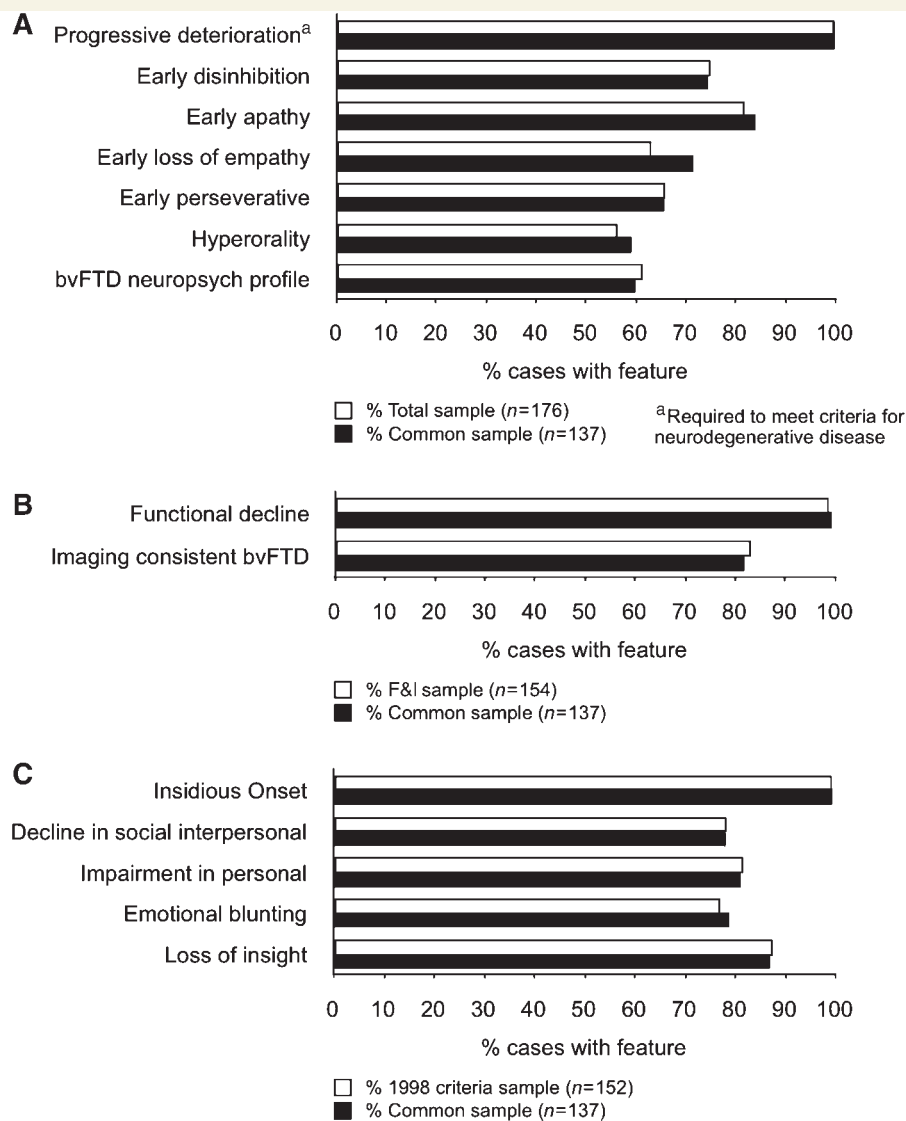 A
Progressive deterioration^a
Early disinhibition
Early apathy
Early loss of empathy
Early perseverative
Hyperorality
bvFTD neuropsych profile
0 10 20 30 40 50 60 70 80 90 100
% cases with feature
% Total sample (n=176)
% Common sample (n=137)
^aRequired to meet criteria for
neurodegenerative disease
B
Functional decline
Imaging consistent bvFTD
0 10 20 30 40 50 60 70 80 90 100
% cases with feature
% F&I sample (n=154)
% Common sample (n=137)
C
Insidious Onset
Decline in social interpersonal
Impairment in personal
Emotional blunting
Loss of insight
0 10 20 30 40 50 60 70 80 90 100
% cases with feature
% 1998 criteria sample (n=152)
% Common sample (n=137)